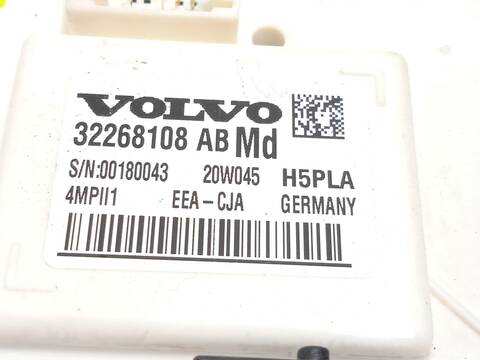 VOLVO
32268108 AB Md
S/N:00180043 20W045 H5PLA
4MPII1 EEA-CJA GERMANY